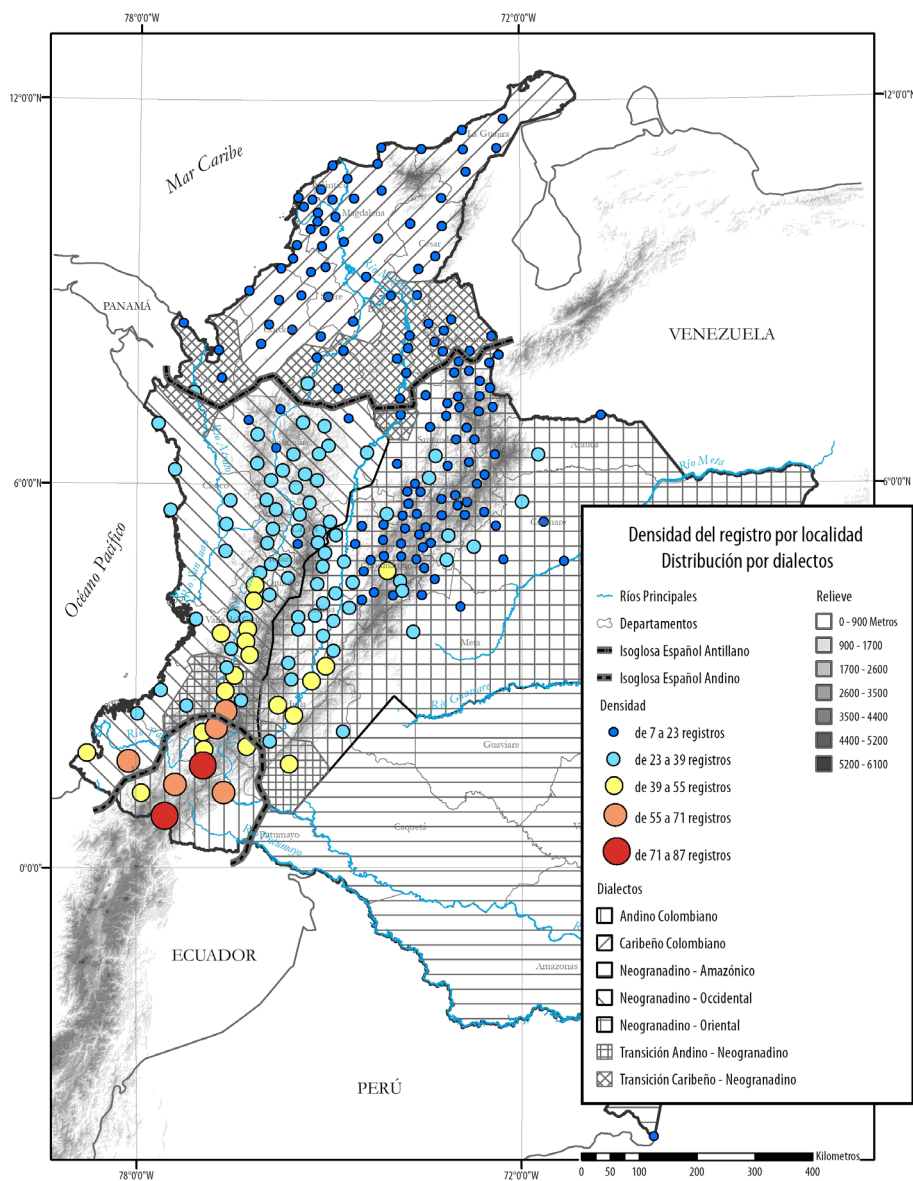 78°0'0"W
72°0'0"W
12°0'0"N
12°0'0"N
Mar Caribe
La Guajira
Magdalena
Cesar
PANAMÁ
VENEZUELA
Arauca
Río Meta
6°0'0"N
6°0'0"N
Océano Pacífico
Meta
Río Guaviare
Guaviare
Caquetá
Putumayo
Río Putumayo
0°0'0"
ECUADOR
Amazonas
PERÚ
Densidad del registro por localidad
Distribución por dialectos
Ríos Principales
Departamentos
Isoglosa Español Antillano
Isoglosa Español Andino
Densidad
de 7 a 23 registros
de 23 a 39 registros
de 39 a 55 registros
de 55 a 71 registros
de 71 a 87 registros
Relieve
0 - 900 Metros
900 - 1700
1700 - 2600
2600 - 3500
3500 - 4400
4400 - 5200
5200 - 6100
Dialectos
Andino Colombiano
Caribeño Colombiano
Neogranadino - Amazónico
Neogranadino - Occidental
Neogranadino - Oriental
Transición Andino - Neogranadino
Transición Caribeño - Neogranadino
Kilometros
0 50 100 200 300 400
78°0'0"W
72°0'0"W